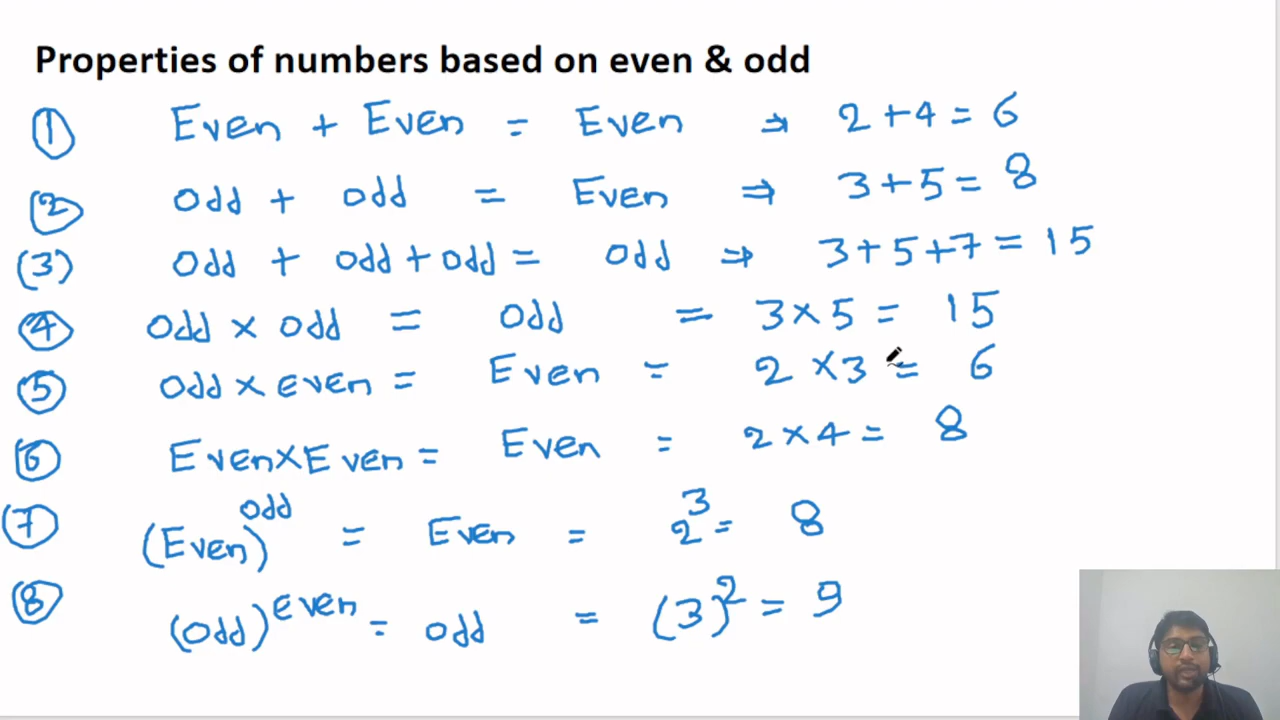 Properties of numbers based on even & odd
① Even + Even = Even ⇒ 2 + 4 = 6
② odd + odd = Even ⇒ 3 + 5 = 8
(3) odd + odd + odd = odd ⇒ 3 + 5 + 7 = 15
④ odd × odd = odd = 3 × 5 = 15
⑤ odd × even = Even = 2 × 3 = 6
⑥ Even × Even = Even = 2 × 4 = 8
⑦ (Even)^odd = Even = 2^3 = 8
⑧ (odd)^even = odd = (3)^2 = 9